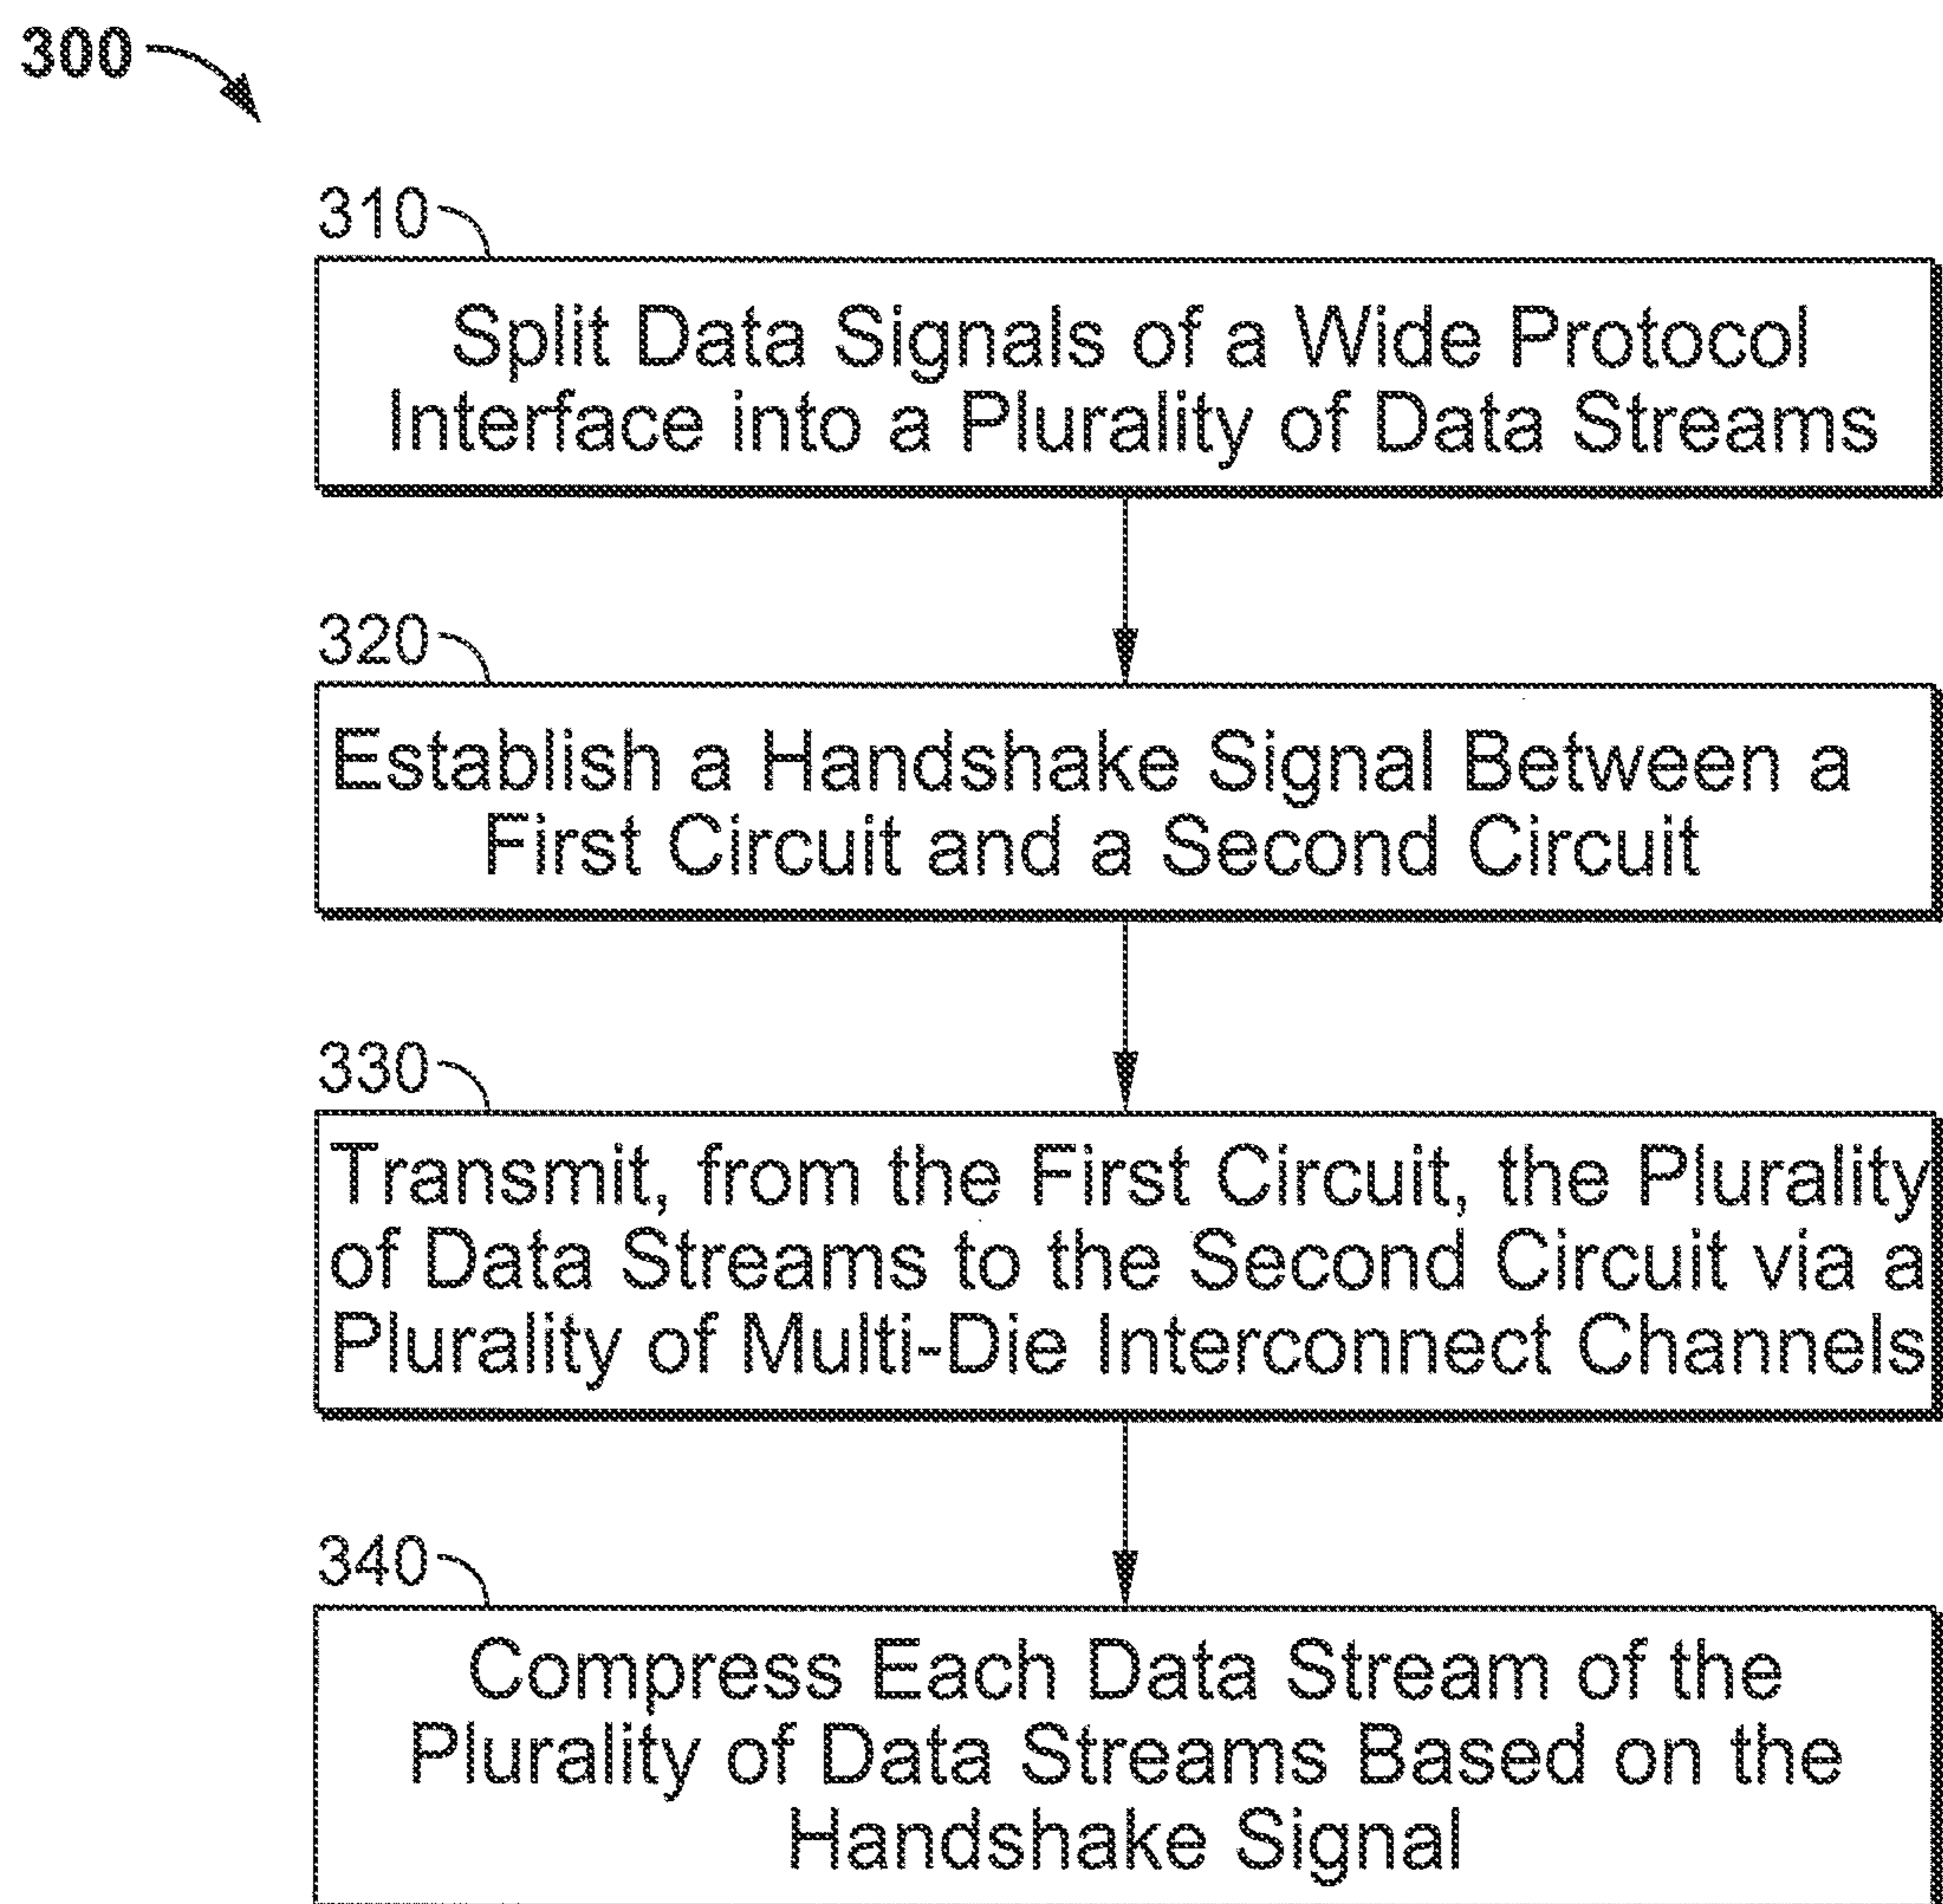 300
310
Split Data Signals of a Wide Protocol
Interface into a Plurality of Data Streams
320
Establish a Handshake Signal Between a
First Circuit and a Second Circuit
330
Transmit, from the First Circuit, the Plurality
of Data Streams to the Second Circuit via a
Plurality of Multi-Die Interconnect Channels
340
Compress Each Data Stream of the
Plurality of Data Streams Based on the
Handshake Signal